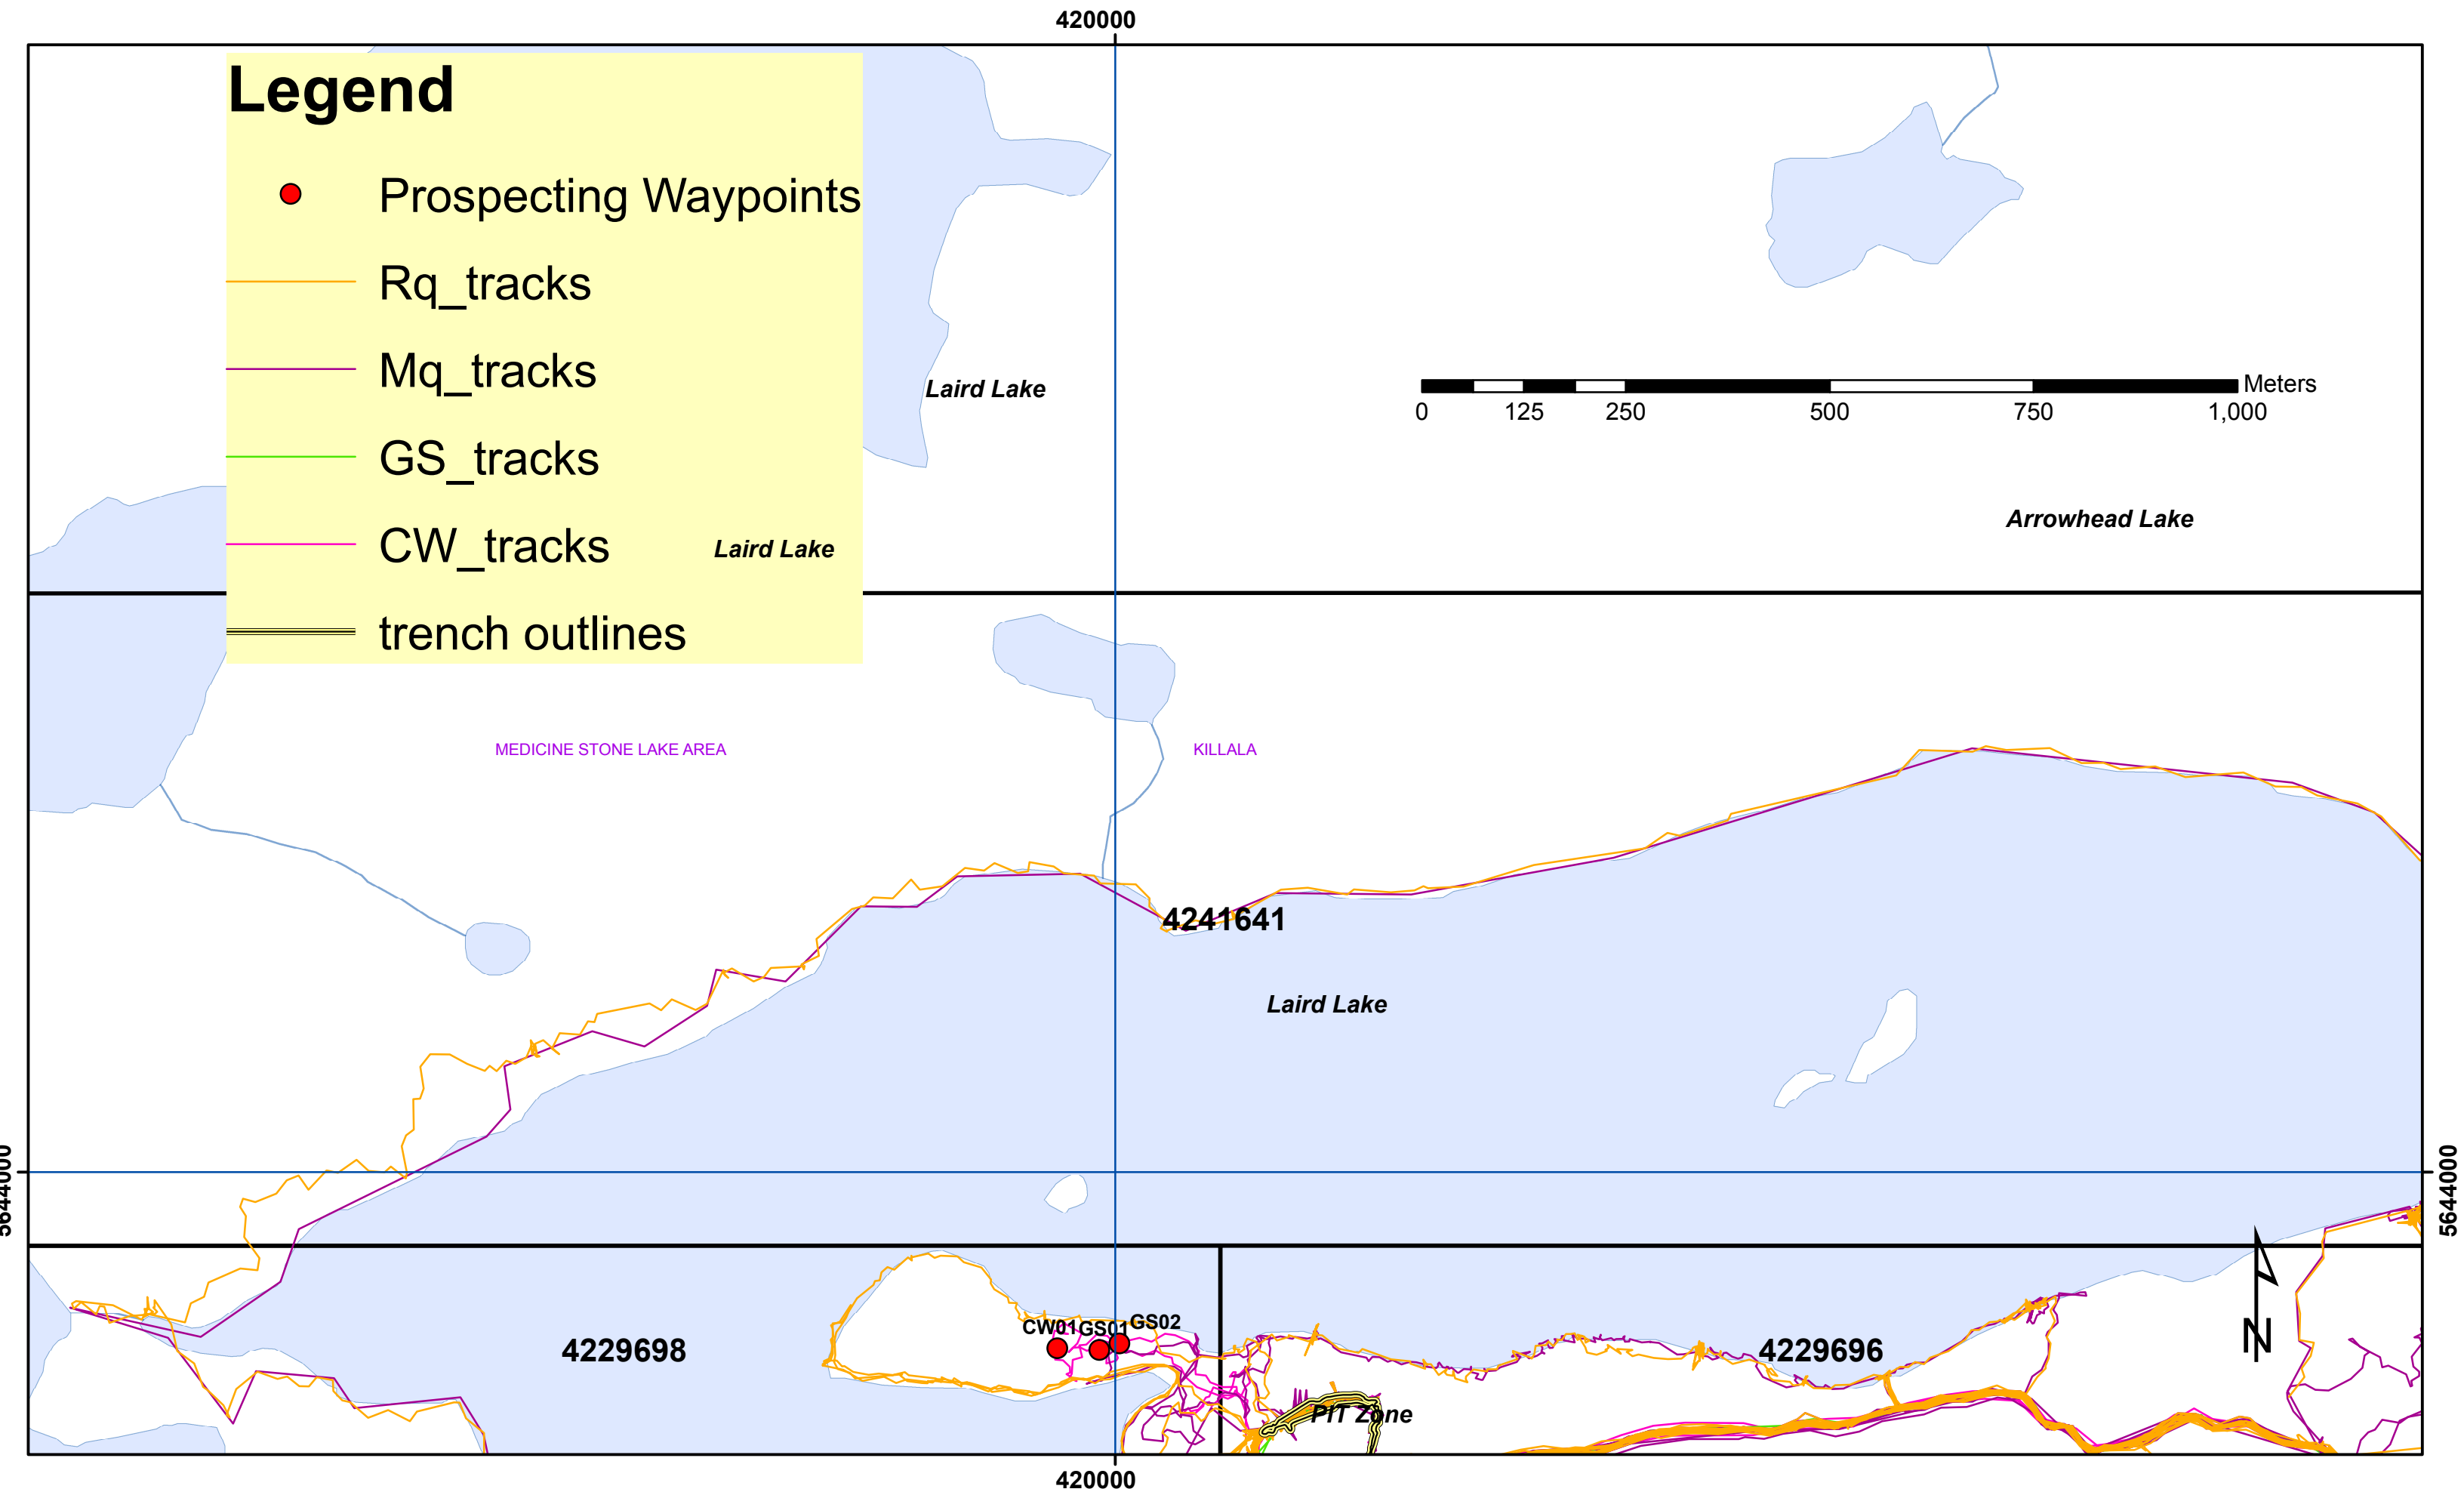 420000
Legend
Prospecting Waypoints
Rq_tracks
Mq_tracks
GS_tracks
CW_tracks
trench outlines
Laird Lake
Laird Lake
Meters
0 125 250 500 750 1,000
Arrowhead Lake
MEDICINE STONE LAKE AREA
KILLALA
4241641
Laird Lake
5644000
5644000
CW01
GS01
GS02
4229698
4229696
PIT Zone
N
420000